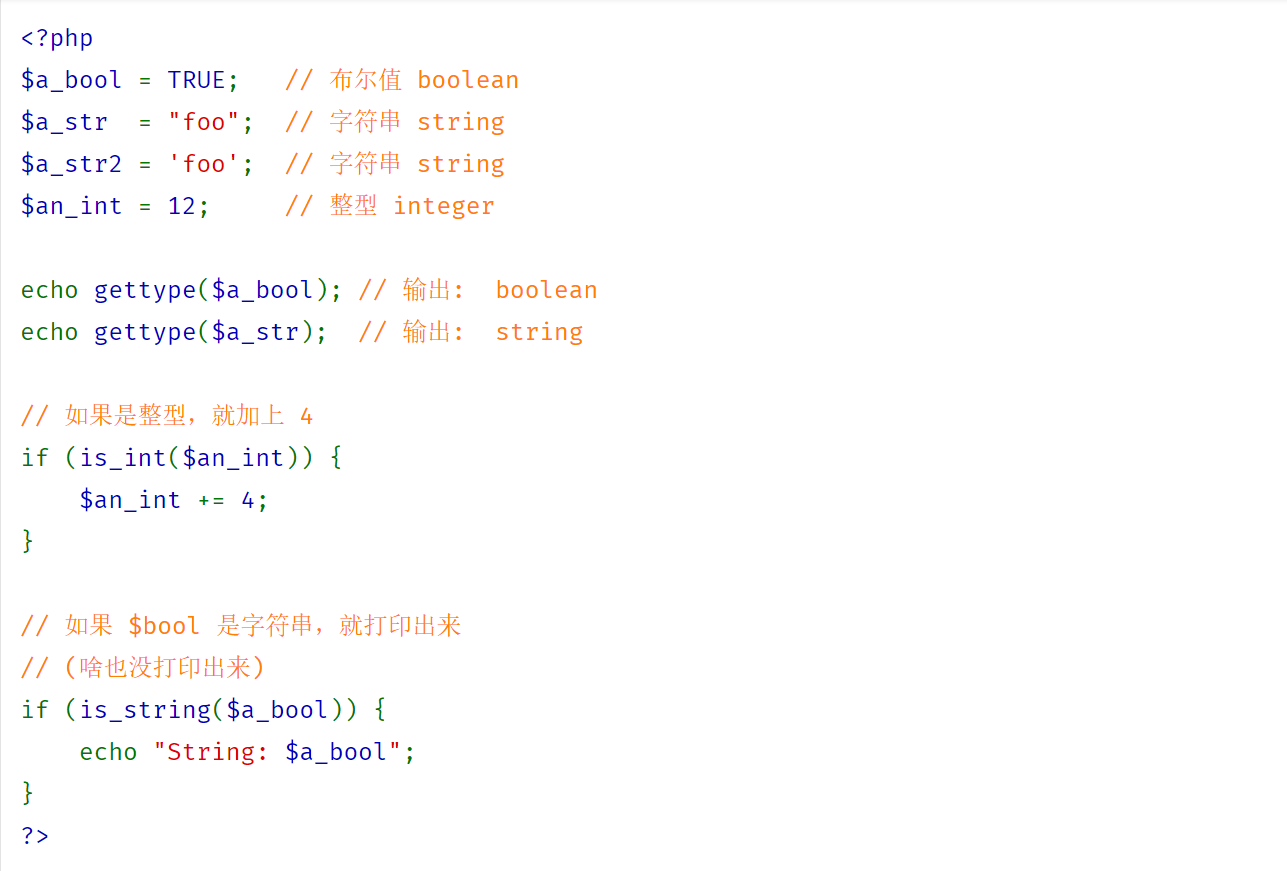 <?php
$a_bool = TRUE;   // 布尔值 boolean
$a_str  = "foo";  // 字符串 string
$a_str2 = 'foo';  // 字符串 string
$an_int = 12;     // 整型 integer

echo gettype($a_bool); // 输出:  boolean
echo gettype($a_str);  // 输出:  string

// 如果是整型，就加上 4
if (is_int($an_int)) {
    $an_int += 4;
}

// 如果 $bool 是字符串，就打印出来
// (啥也没打印出来)
if (is_string($a_bool)) {
    echo "String: $a_bool";
}
?>